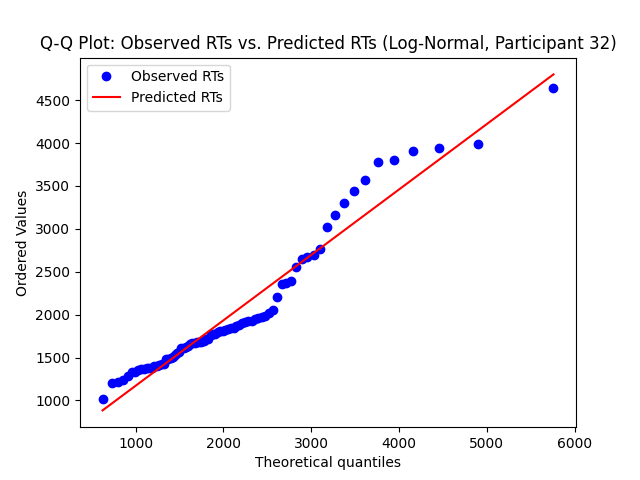 Q-Q Plot: Observed RTs vs. Predicted RTs (Log-Normal, Participant 32)
Observed RTs
Predicted RTs
Ordered Values
4500
4000
3500
3000
2500
2000
1500
1000
1000 2000 3000 4000 5000 6000
Theoretical quantiles